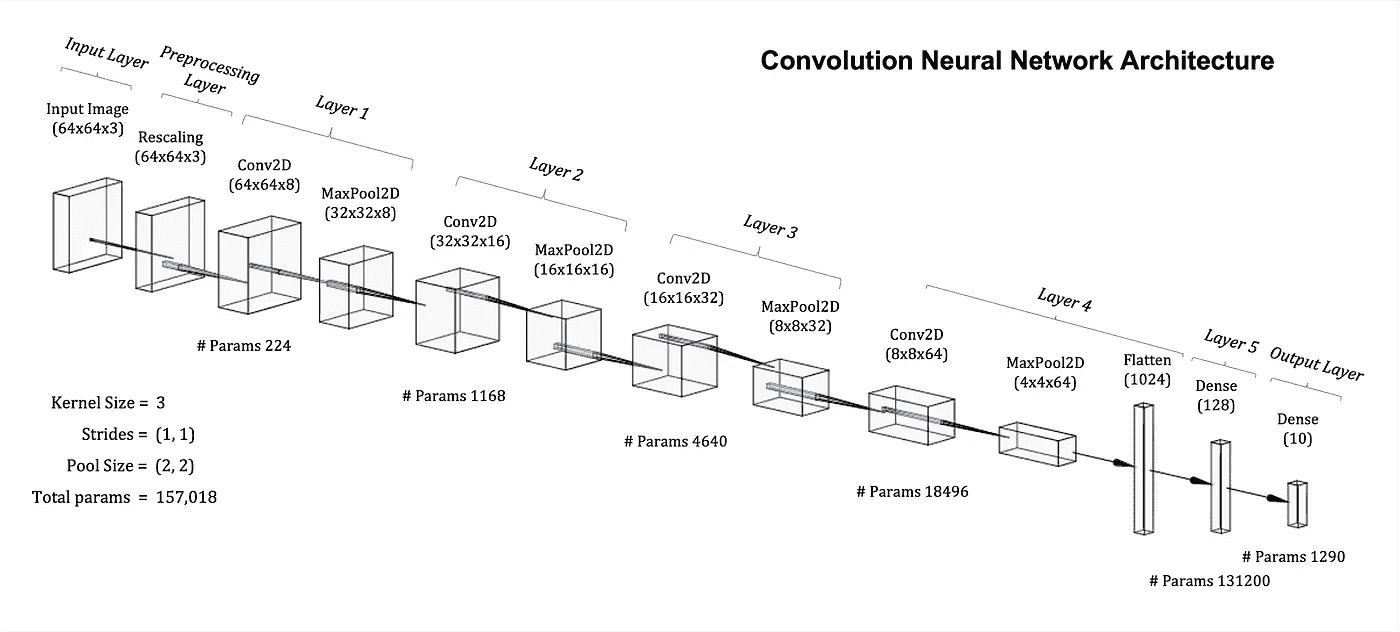 Convolution Neural Network Architecture
Input Layer
Preprocessing
Layer
Layer 1
Layer 2
Layer 3
Layer 4
Layer 5
Output Layer
Input Image
(64x64x3)
Rescaling
(64x64x3)
Conv2D
(64x64x8)
MaxPool2D
(32x32x8)
Conv2D
(32x32x16)
MaxPool2D
(16x16x16)
Conv2D
(16x16x32)
MaxPool2D
(8x8x32)
Conv2D
(8x8x64)
MaxPool2D
(4x4x64)
Flatten
(1024)
Dense
(128)
Dense
(10)
# Params 224
# Params 1168
# Params 4640
# Params 18496
# Params 131200
# Params 1290
Kernel Size = 3
Strides = (1, 1)
Pool Size = (2, 2)
Total params = 157,018